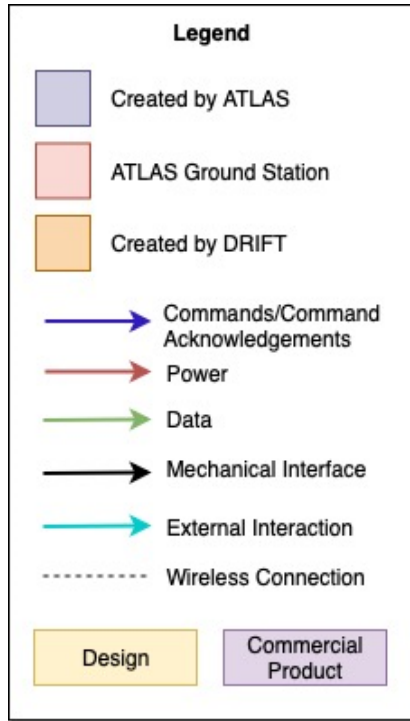 Legend
Created by ATLAS
ATLAS Ground Station
Created by DRIFT
Commands/Command
Acknowledgements
Power
Data
Mechanical Interface
External Interaction
Wireless Connection
Design
Commercial
Product